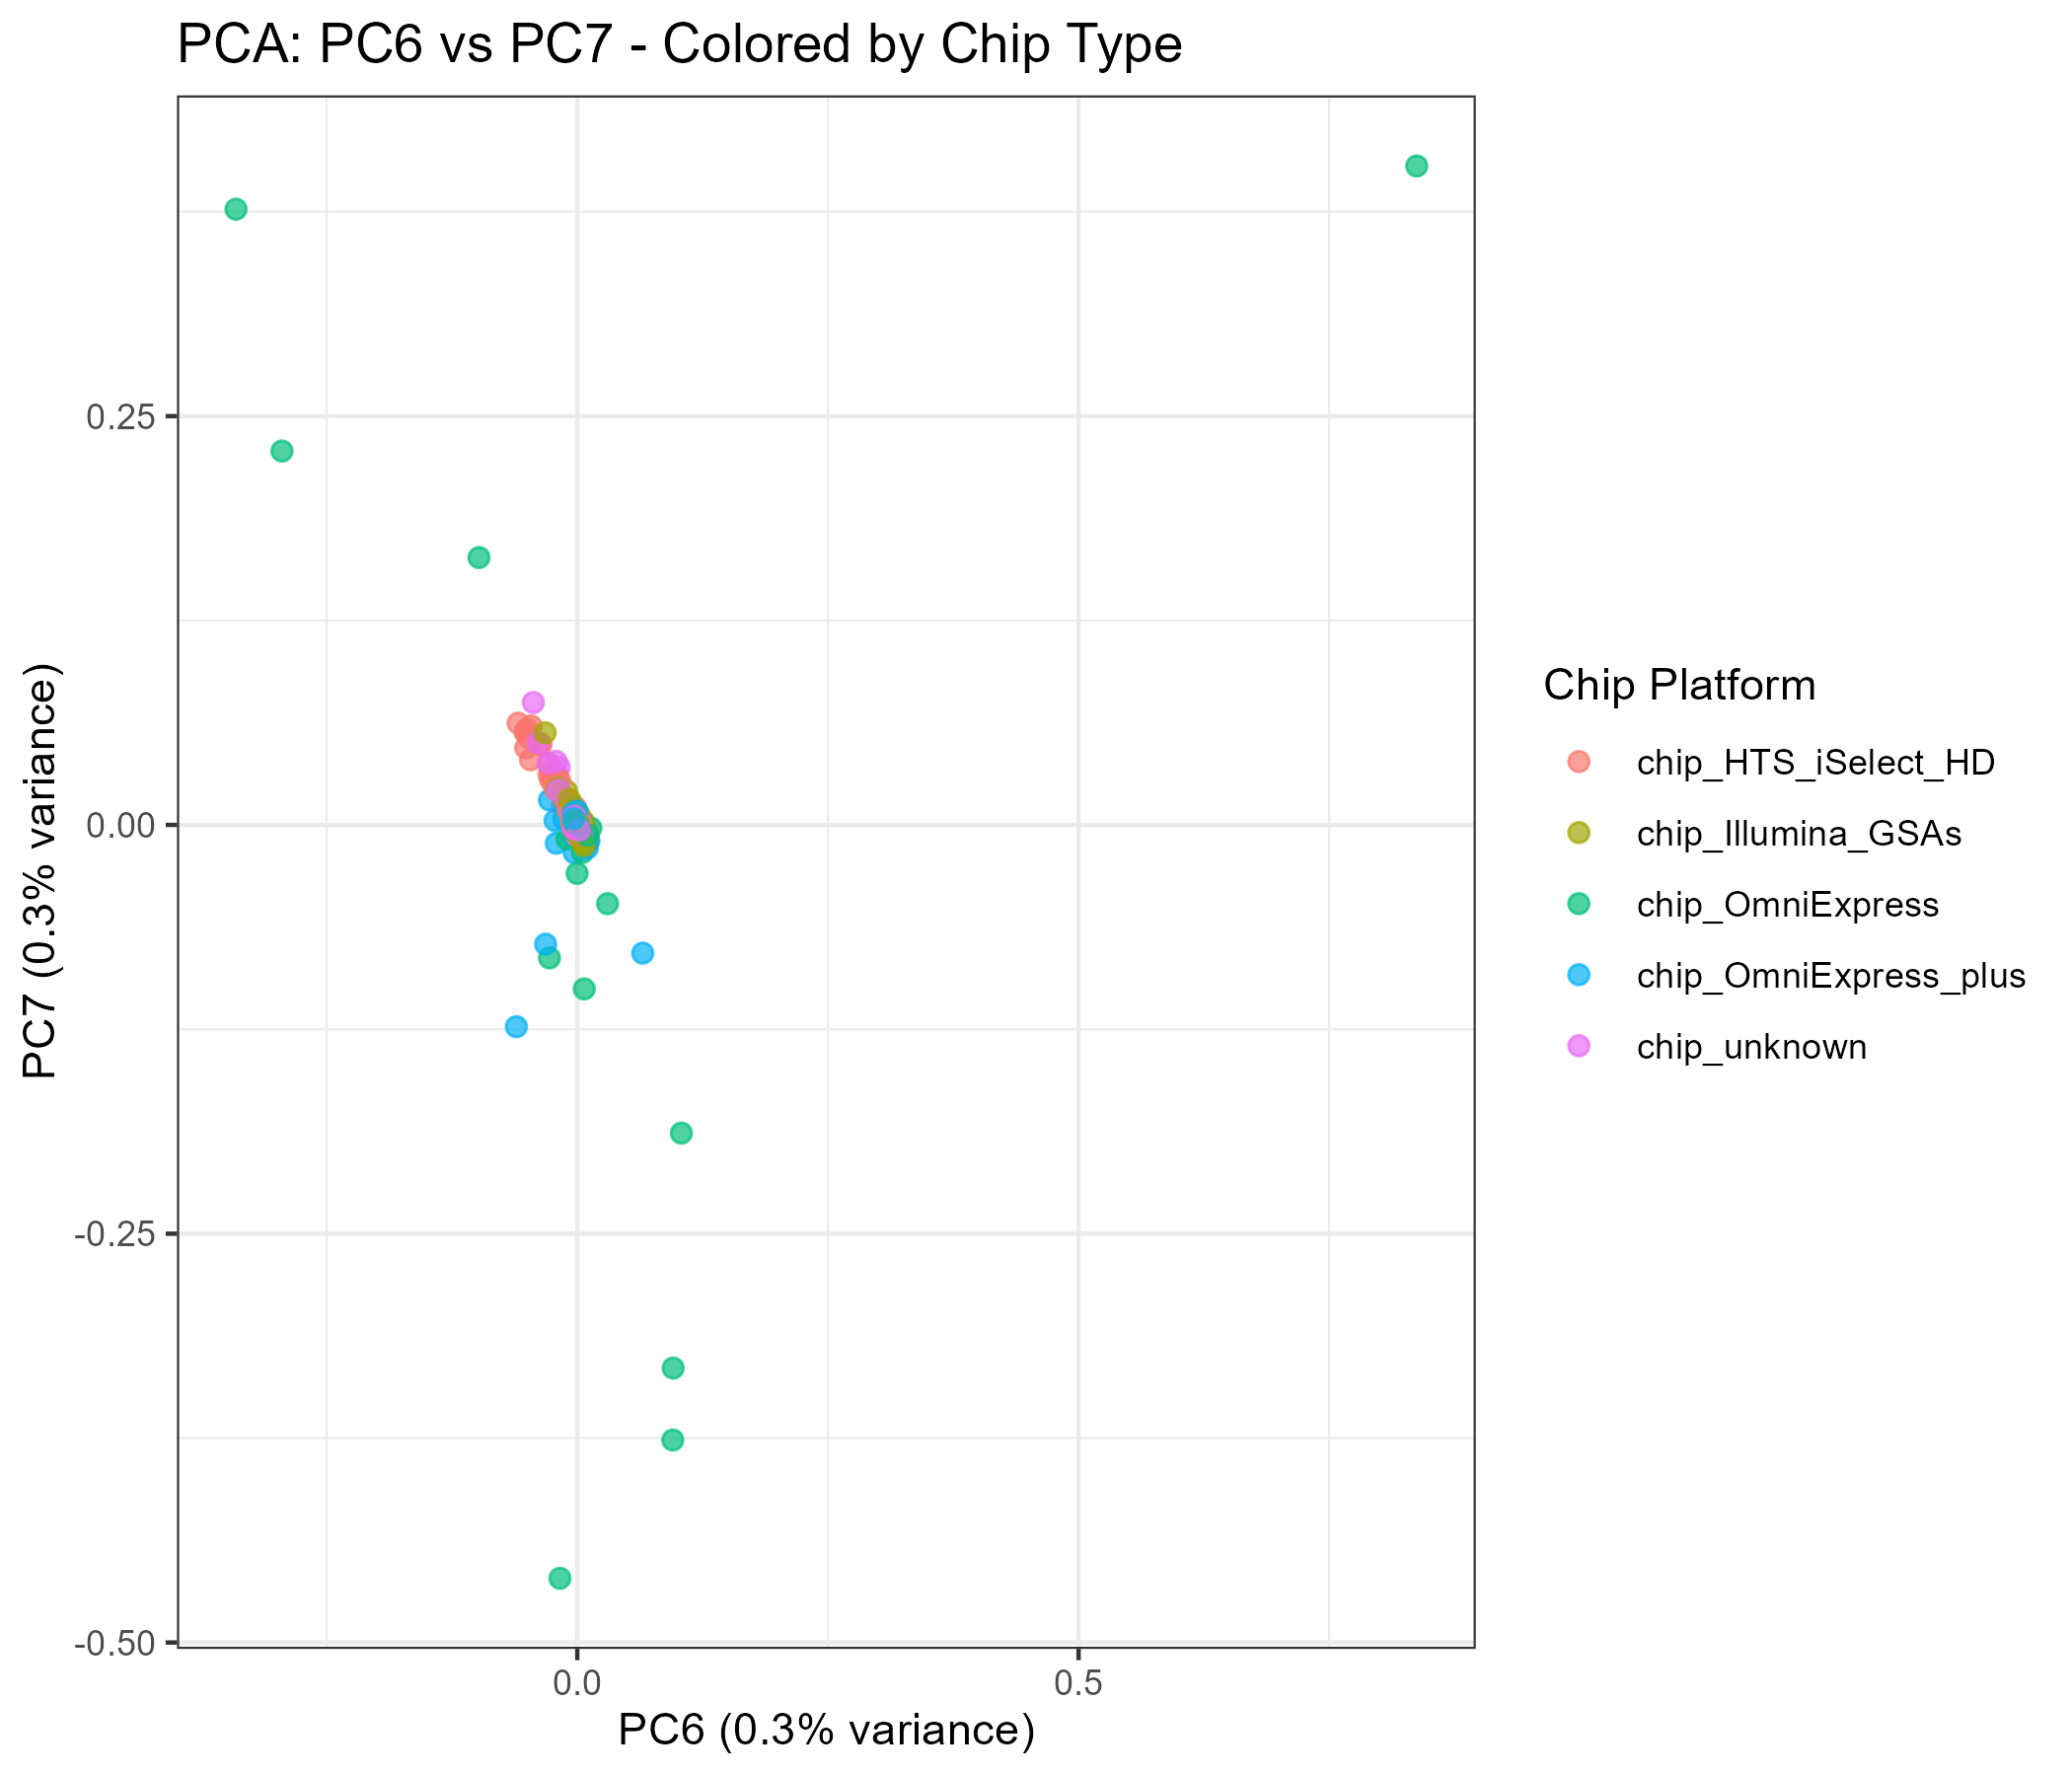 PCA: PC6 vs PC7 - Colored by Chip Type
PC7 (0.3% variance)
0.25
0.00
-0.25
-0.50
0.0
0.5
PC6 (0.3% variance)
Chip Platform
chip_HTS_iSelect_HD
chip_Illumina_GSAs
chip_OmniExpress
chip_OmniExpress_plus
chip_unknown